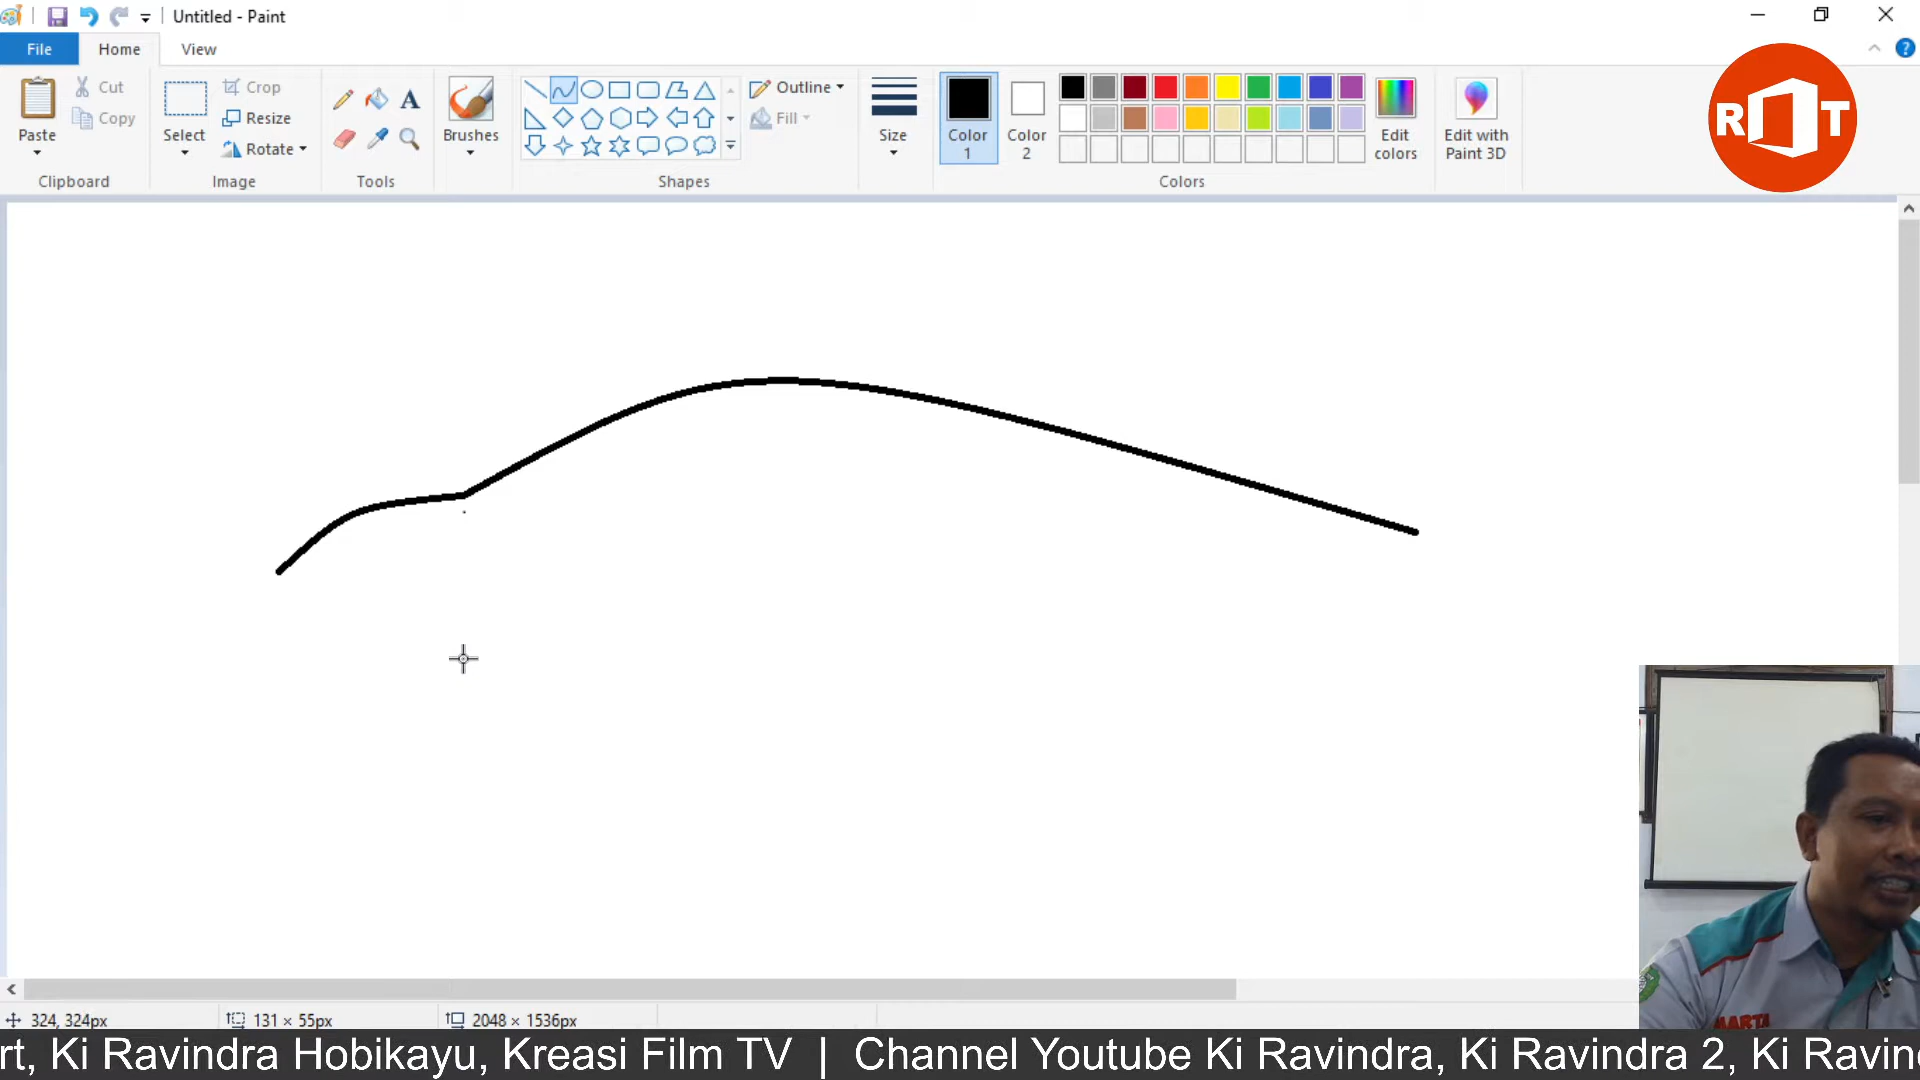 Untitled - Paint
File Home View
Paste
Cut
Copy
Clipboard
Select
Crop
Resize
Rotate
Image
A
Tools
Brushes
Shapes
Outline
Fill
Size
Color 1
Color 2
Edit colors
Colors
Edit with Paint 3D
R T
324, 324px 131 × 55px 2048 × 1536px
rt, Ki Ravindra Hobikayu, Kreasi Film TV | Channel Youtube Ki Ravindra, Ki Ravindra 2, Ki Ravin